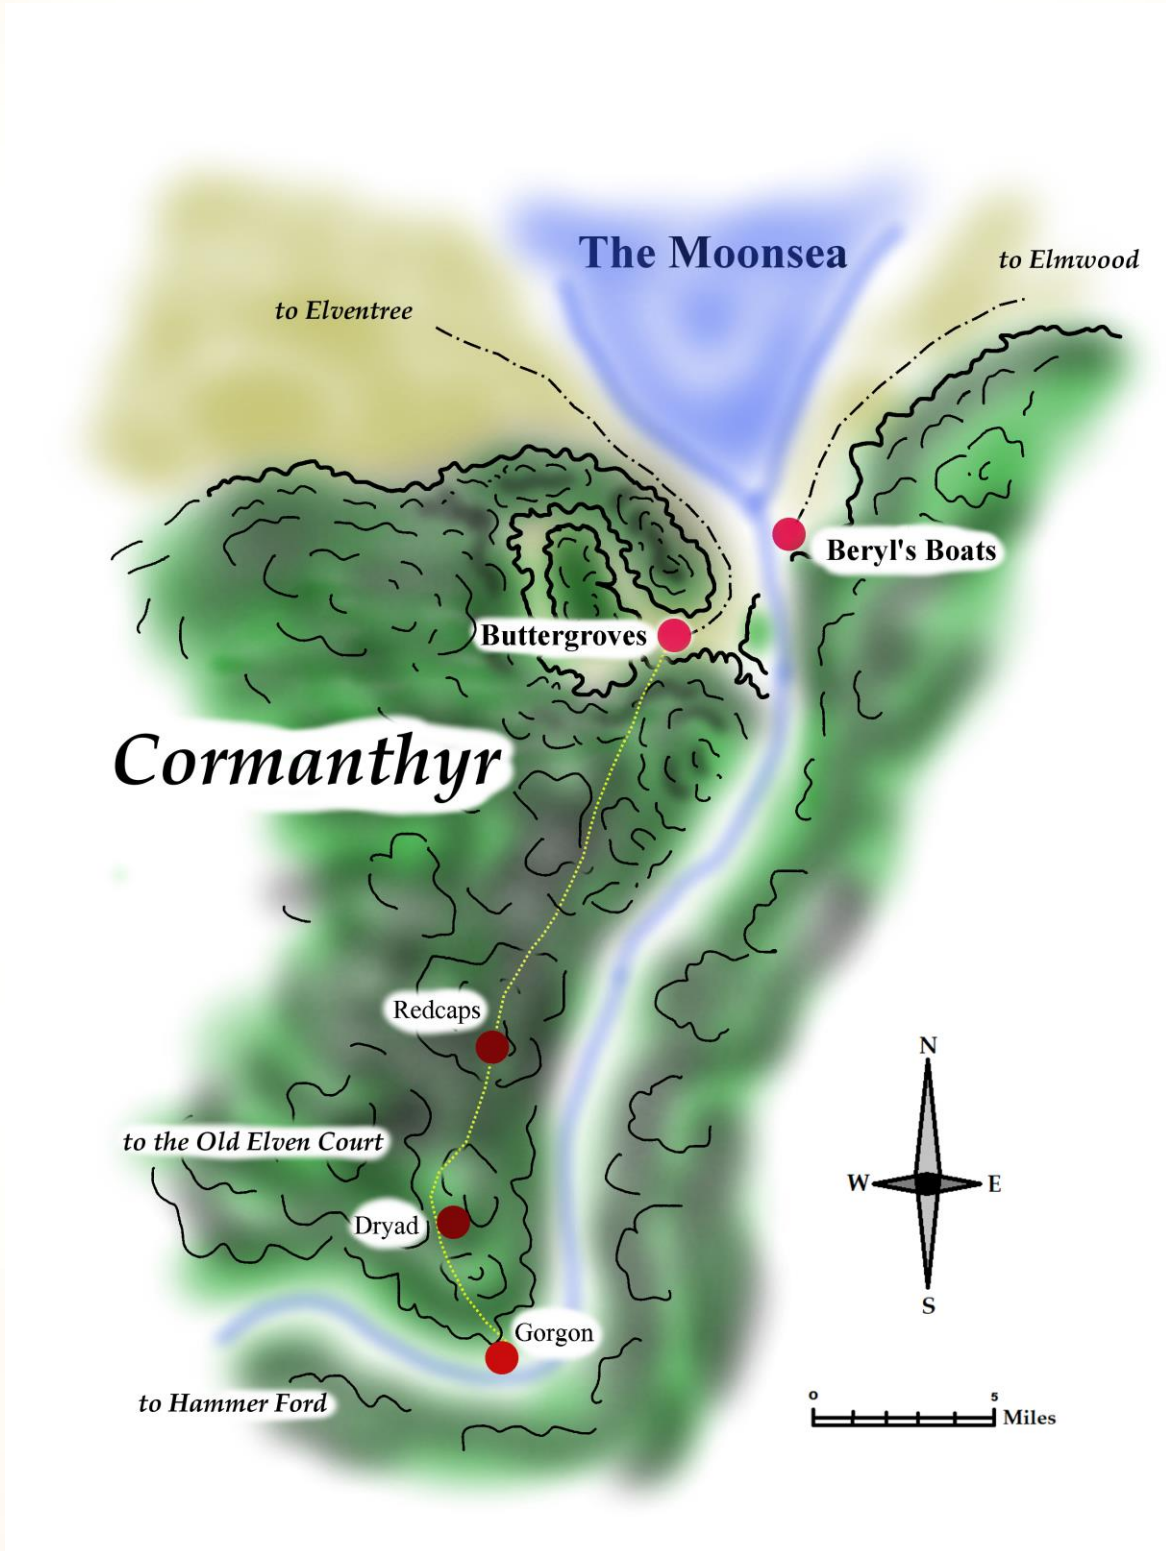 The Moonsea
to Elmwood
to Elventree
Beryl's Boats
Buttergroves
Cormanthyr
Redcaps
N
to the Old Elven Court
W
E
Dryad
S
Gorgon
0 5
Miles
to Hammer Ford